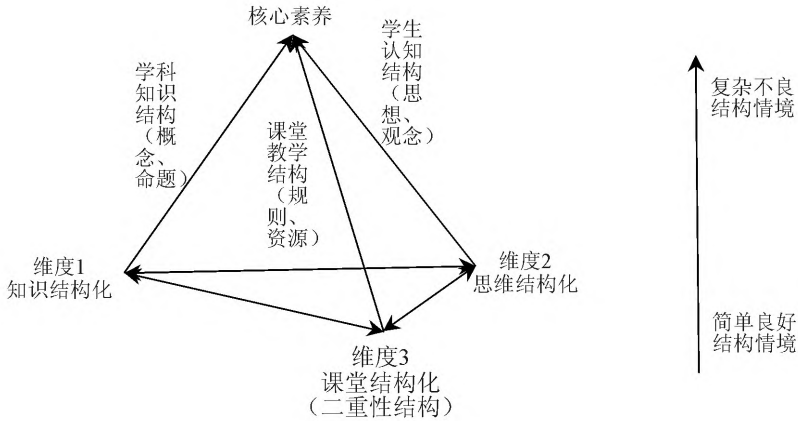 核心素养
学科
知识
结构
（概
念、
命题）
课堂
教学
结构
（规
则、
资源）
学生
认知
结构
（思
想、
观念）
复杂不良
结构情境
维度1
知识结构化
维度2
思维结构化
维度3
课堂结构化
（二重性结构）
简单良好
结构情境